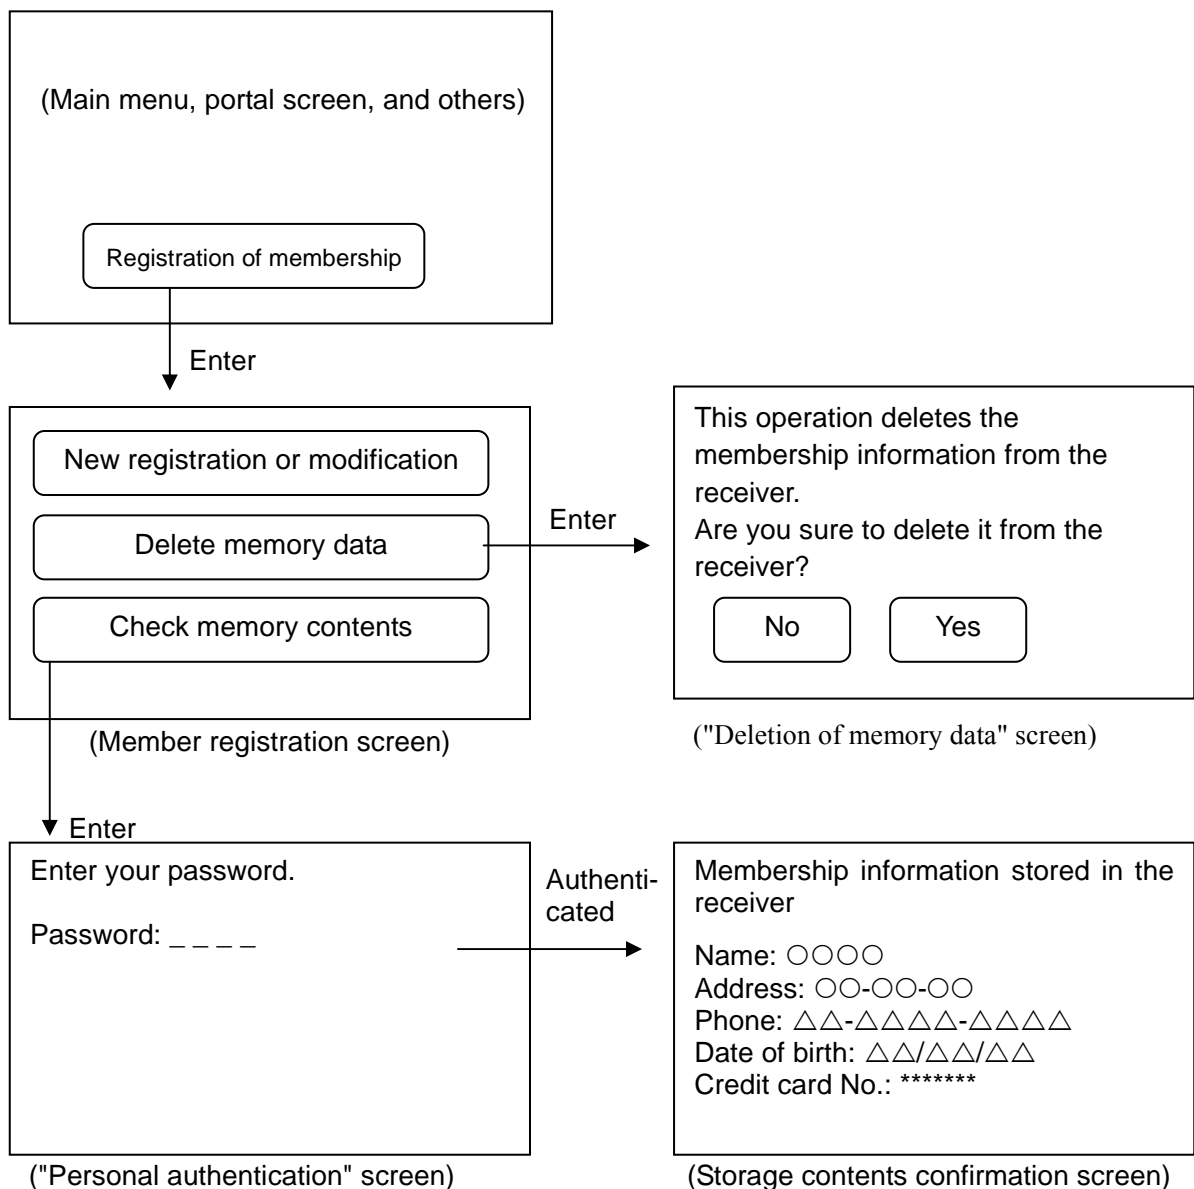 (Main menu, portal screen, and others)
Registration of membership
Enter
New registration or modification
Delete memory data
Check memory contents
(Member registration screen)
Enter
This operation deletes the
membership information from the
receiver.
Are you sure to delete it from the
receiver?
No
Yes
("Deletion of memory data" screen)
Enter
Enter your password.
Password: _ _ _ _
("Personal authentication" screen)
Authenti-
cated
Membership information stored in the
receiver
Name: ○○○○
Address: ○○-○○-○○
Phone: △△-△△△△-△△△△
Date of birth: △△/△△/△△
Credit card No.: *******
(Storage contents confirmation screen)